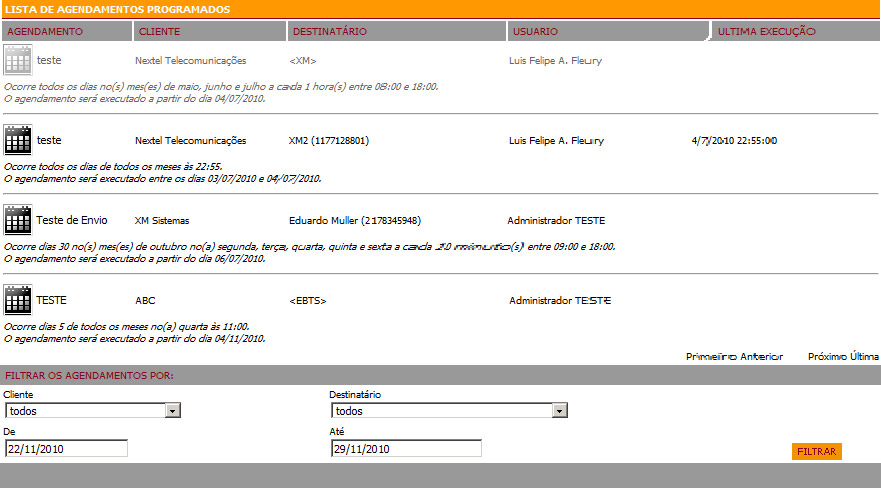 LISTA DE AGENDAMENTOS PROGRAMADOS
AGENDAMENTO CLIENTE DESTINATÁRIO USUARIO ULTIMA EXECUÇÃO
teste Nextel Telecomunicações <XM> Luis Felipe A. Fleury
Ocorre todos os dias no(s) mes(es) de maio, junho e julho a cada 1 hora(s) entre 08:00 e 18:00.
O agendamento será executado a partir do dia 04/07/2010.
teste Nextel Telecomunicações XM2 (1177128801) Luis Felipe A. Fleury 4/7/2010 22:55:00
Ocorre todos os dias de todos os meses às 22:55.
O agendamento será executado entre os dias 03/07/2010 e 04/07/2010.
Teste de Envio XM Sistemas Eduardo Muller (2178345948) Administrador TESTE
Ocorre dias 30 no(s) mes(es) de outubro no(a) segunda, terça, quarta, quinta e sexta a cada minuto(s) entre 09:00 e 18:00.
O agendamento será executado a partir do dia 06/07/2010.
TESTE ABC <EBTS> Administrador TESTE
Ocorre dias 5 de todos os meses no(a) quarta às 11:00.
O agendamento será executado a partir do dia 04/11/2010.
Primeiro Anterior Próximo Última
FILTRAR OS AGENDAMENTOS POR:
Cliente Destinatário
todos todos
De Até
22/11/2010 29/11/2010 FILTRAR